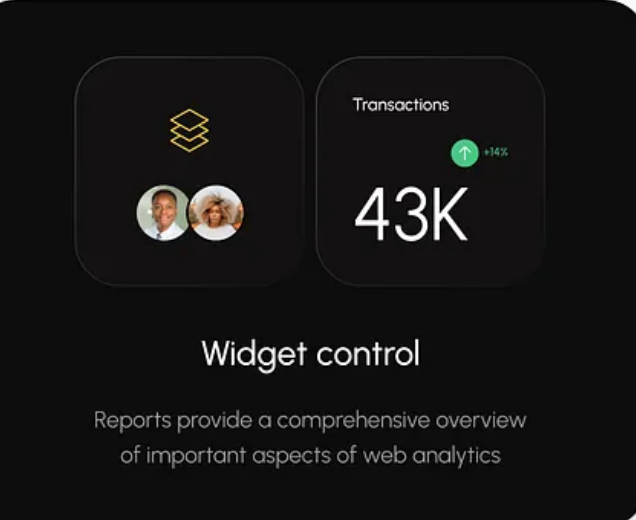 Transactions
+14%
43K
Widget control
Reports provide a comprehensive overview
of important aspects of web analytics